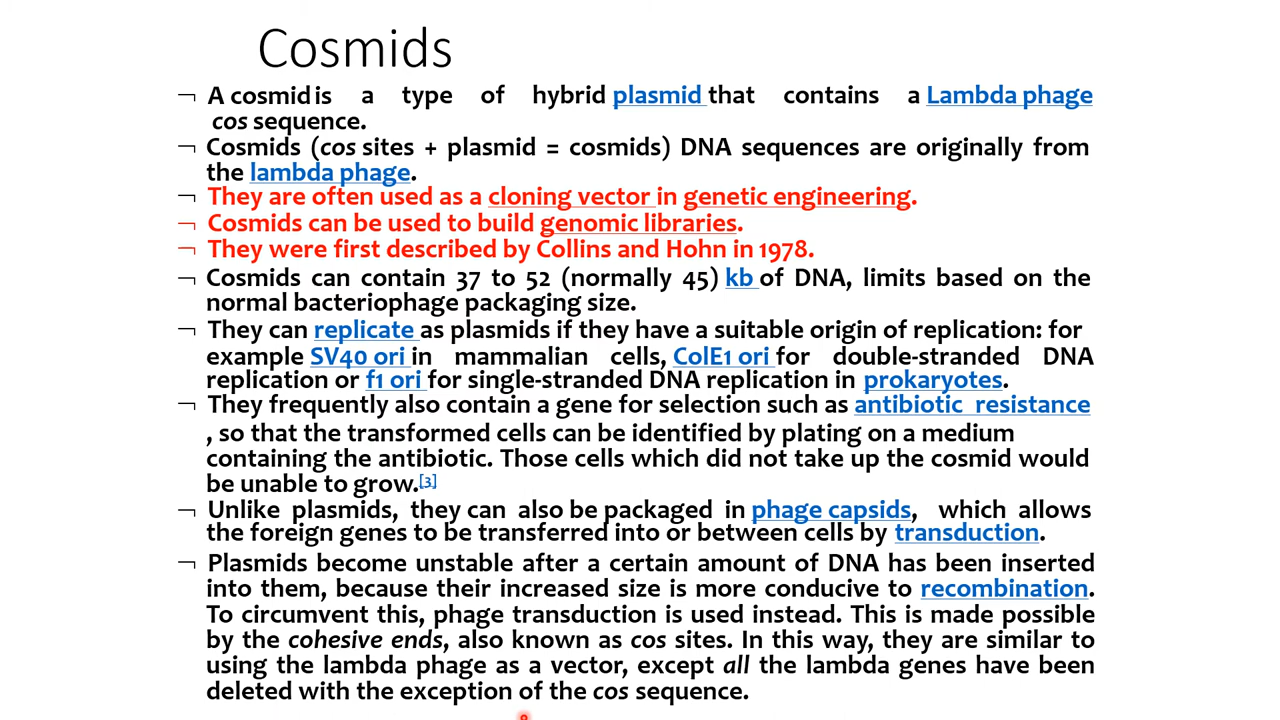 Cosmids
¬ A cosmid is a type of hybrid plasmid that contains a Lambda phage
cos sequence.
¬ Cosmids (cos sites + plasmid = cosmids) DNA sequences are originally from
the lambda phage.
¬ They are often used as a cloning vector in genetic engineering.
¬ Cosmids can be used to build genomic libraries.
¬ They were first described by Collins and Hohn in 1978.
¬ Cosmids can contain 37 to 52 (normally 45) kb of DNA, limits based on the
normal bacteriophage packaging size.
¬ They can replicate as plasmids if they have a suitable origin of replication: for
example SV40 ori in mammalian cells, ColE1 ori for double-stranded DNA
replication or f1 ori for single-stranded DNA replication in prokaryotes.
¬ They frequently also contain a gene for selection such as antibiotic resistance
, so that the transformed cells can be identified by plating on a medium
containing the antibiotic. Those cells which did not take up the cosmid would
be unable to grow.[3]
¬ Unlike plasmids, they can also be packaged in phage capsids, which allows
the foreign genes to be transferred into or between cells by transduction.
¬ Plasmids become unstable after a certain amount of DNA has been inserted
into them, because their increased size is more conducive to recombination.
To circumvent this, phage transduction is used instead. This is made possible
by the cohesive ends, also known as cos sites. In this way, they are similar to
using the lambda phage as a vector, except all the lambda genes have been
deleted with the exception of the cos sequence.